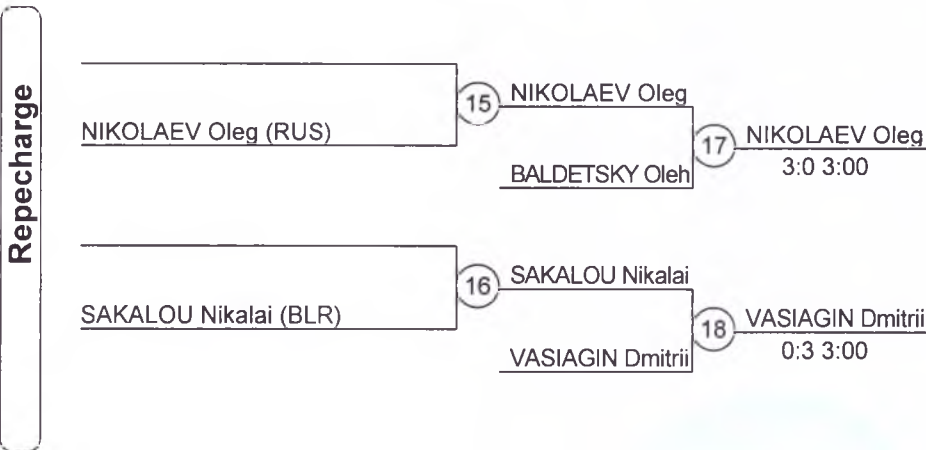 Repecharge
NIKOLAEV Oleg (RUS)
15
NIKOLAEV Oleg
BALDETSKY Oleh
17
NIKOLAEV Oleg
3:0 3:00
SAKALOU Nikalai (BLR)
16
SAKALOU Nikalai
VASIAGIN Dmitrii
18
VASIAGIN Dmitrii
0:3 3:00